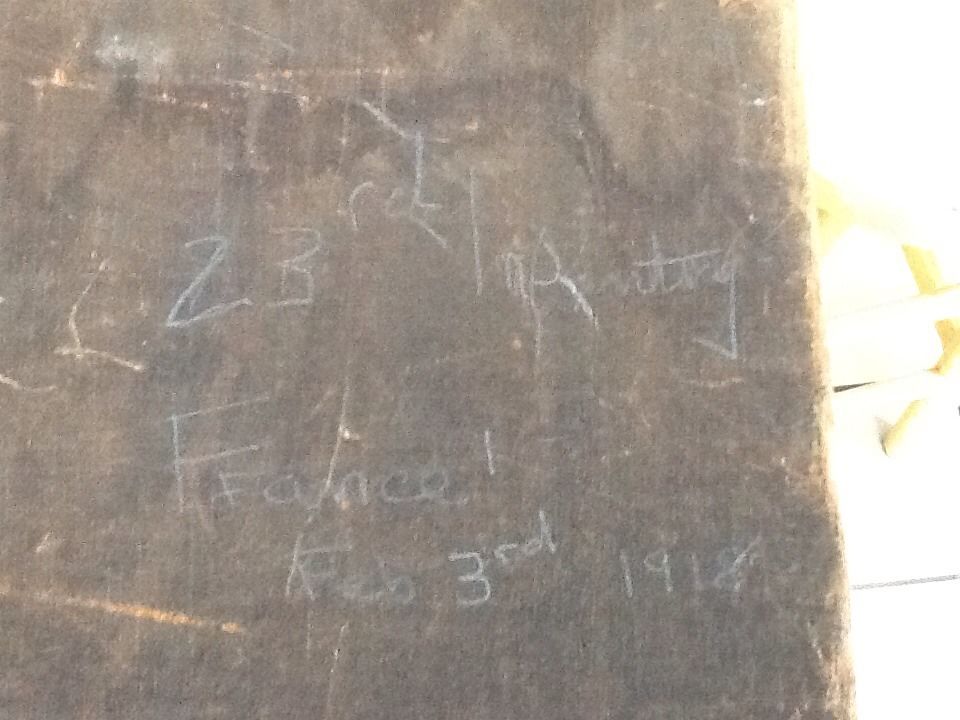 23rd Infantry
France
Feb 3rd 1918